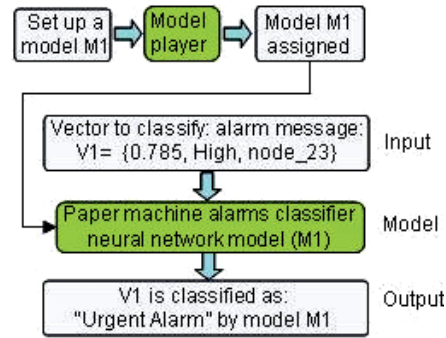 Set up a
model M1
Model
player
Model M1
assigned
Vector to classify: alarm message:
V1= {0.785, High, node_23}
Input
Paper machine alarms classifier
neural network model (M1)
Model
V1 is classified as:
"Urgent Alarm" by model M1
Output